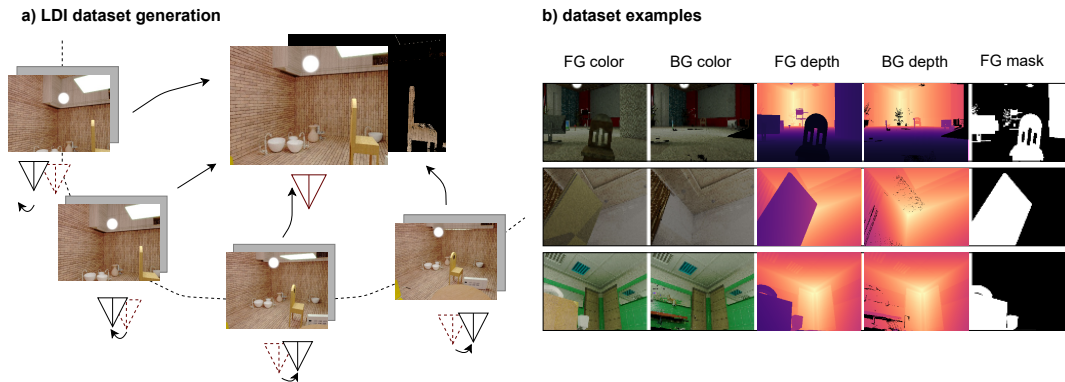 a) LDI dataset generation
b) dataset examples
FG color BG color FG depth BG depth FG mask